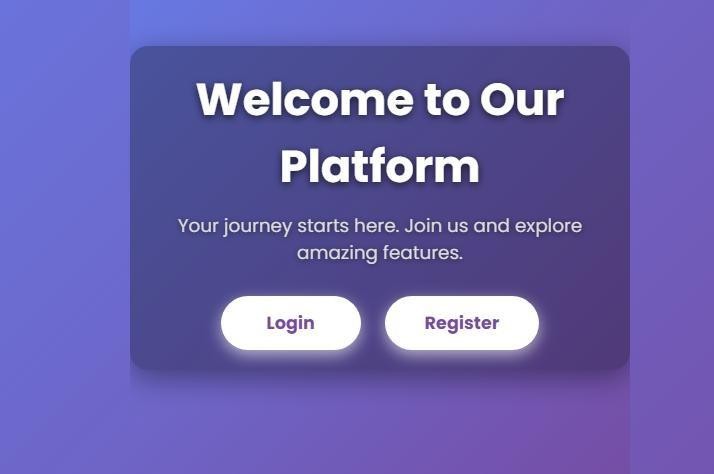 Welcome to Our
Platform
Your journey starts here. Join us and explore
amazing features.
Login
Register